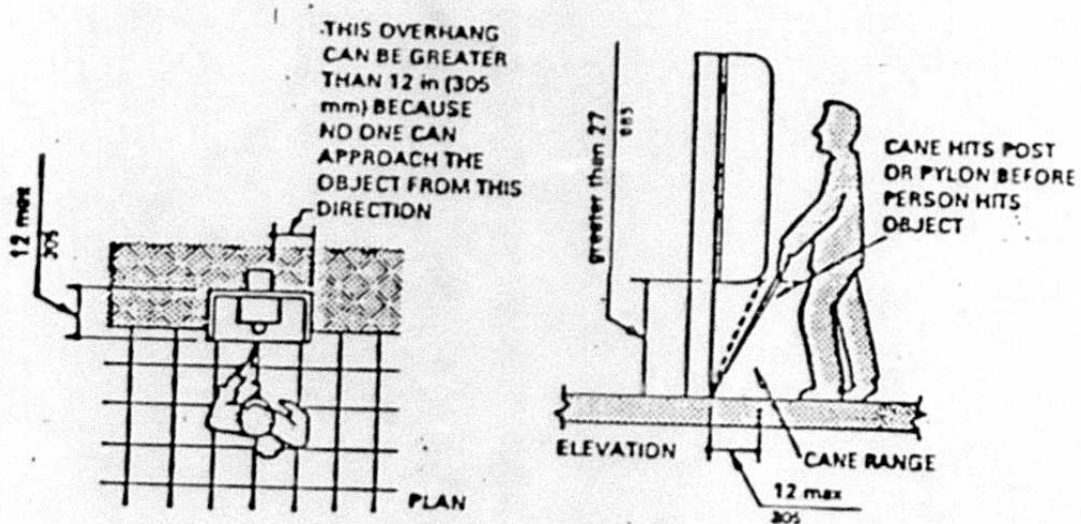 THIS OVERHANG
CAN BE GREATER
THAN 12 in (305
mm) BECAUSE
NO ONE CAN
APPROACH THE
OBJECT FROM THIS
DIRECTION
12 max
305
PLAN
greater than 27
685
CANE HITS POST
OR PYLON BEFORE
PERSON HITS
OBJECT
ELEVATION
CANE RANGE
12 max
305